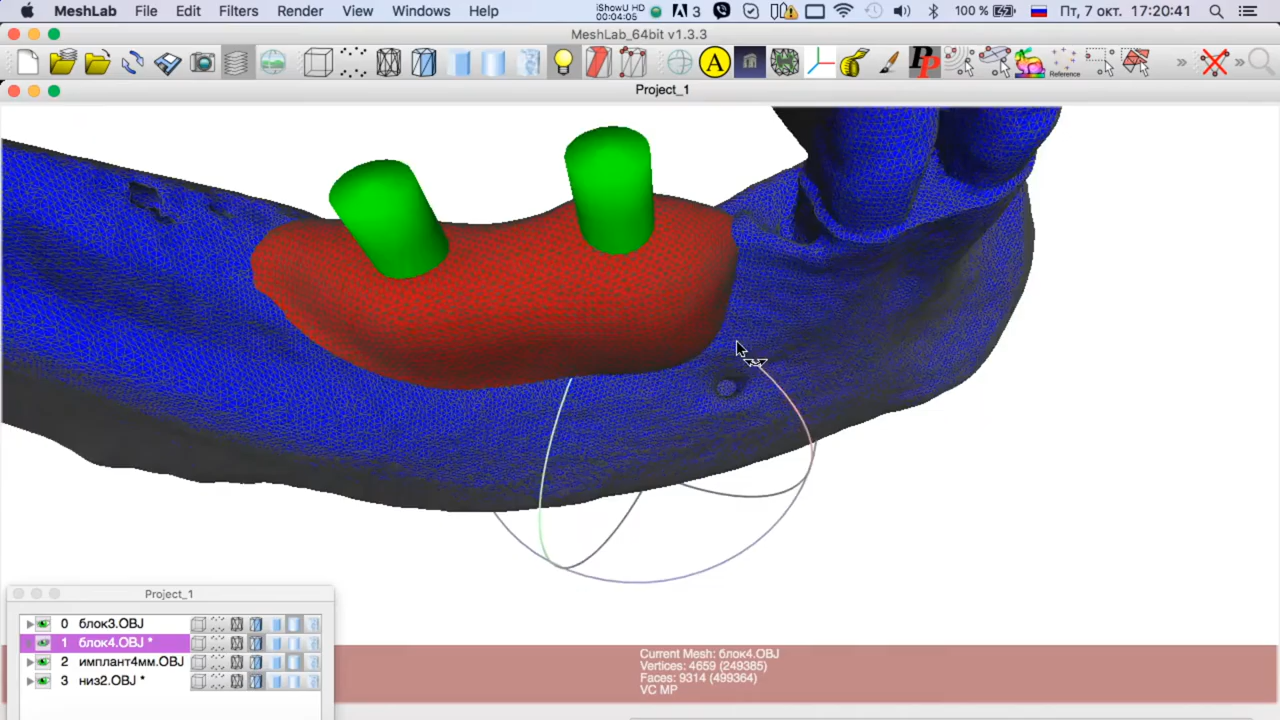 MeshLab File Edit Filters Render View Windows Help
iShowU HD
00:04:05
3
100 %
Пт, 7 окт. 17:20:41
MeshLab_64bit v1.3.3
A
PP
Reference
» »
Project_1
Project_1
0 блок3.OBJ
1 блок4.OBJ *
2 имплант4мм.OBJ
3 низ2.OBJ *
Current Mesh: блок4.OBJ
Vertices: 4659 (249385)
Faces: 9314 (499364)
VC MP